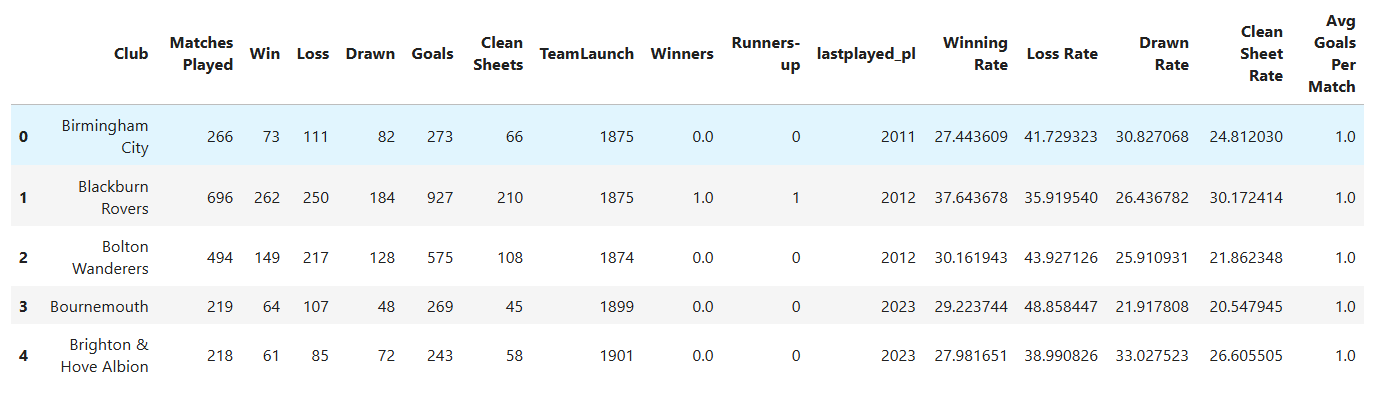 Club Matches Played Win Loss Drawn Goals Clean Sheets TeamLaunch Winners Runners-up lastplayed_pl Winning Rate Loss Rate Drawn Rate Clean Sheet Rate Avg Goals Per Match
0 Birmingham City 266 73 111 82 273 66 1875 0.0 0 2011 27.443609 41.729323 30.827068 24.812030 1.0
1 Blackburn Rovers 696 262 250 184 927 210 1875 1.0 1 2012 37.643678 35.919540 26.436782 30.172414 1.0
2 Bolton Wanderers 494 149 217 128 575 108 1874 0.0 0 2012 30.161943 43.927126 25.910931 21.862348 1.0
3 Bournemouth 219 64 107 48 269 45 1899 0.0 0 2023 29.223744 48.858447 21.917808 20.547945 1.0
4 Brighton & Hove Albion 218 61 85 72 243 58 1901 0.0 0 2023 27.981651 38.990826 33.027523 26.605505 1.0